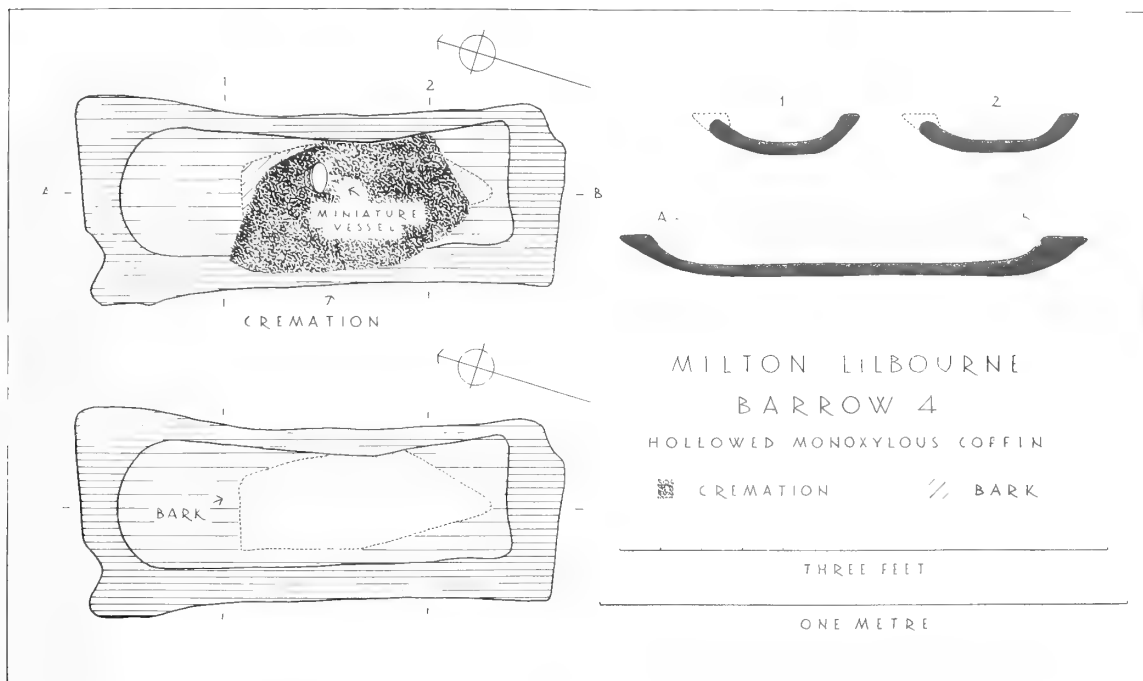 1
2
A
B
MINIATURE
VESSEL
CREMATION
BARK
1
2
A
MILTON LILBOURNE
BARROW 4
HOLLOWED MONOXYLOUS COFFIN
CREMATION
BARK
THREE FEET
ONE METRE